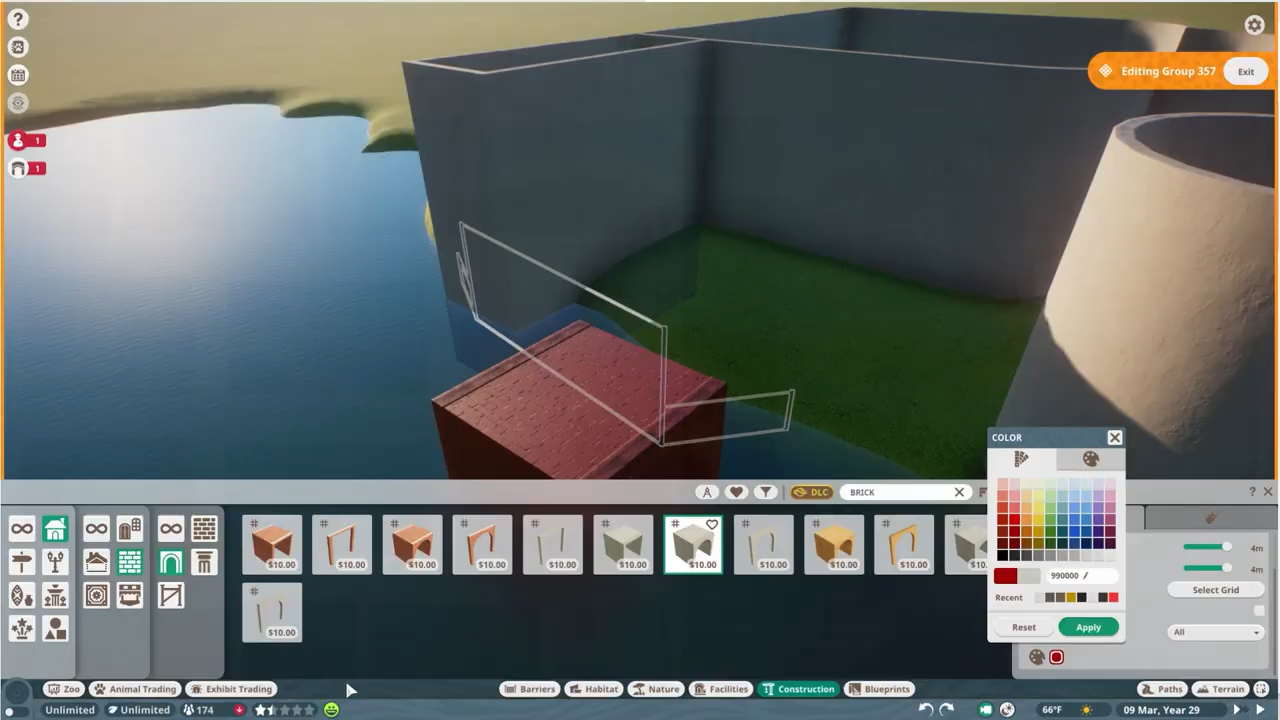 ?
Editing Group 357
Exit
1
1
COLOR
DLC
BRICK
?
$10.00
$10.00
$10.00
$10.00
$10.00
$10.00
$10.00
$10.00
$10.00
$10.00
$10.00
4m
4m
990000 /
Select Grid
Recent
Reset
Apply
All
Zoo
Animal Trading
Exhibit Trading
Barriers
Habitat
Nature
Facilities
Construction
Blueprints
Paths
Terrain
Unlimited
Unlimited
174
66°F
09 Mar, Year 29